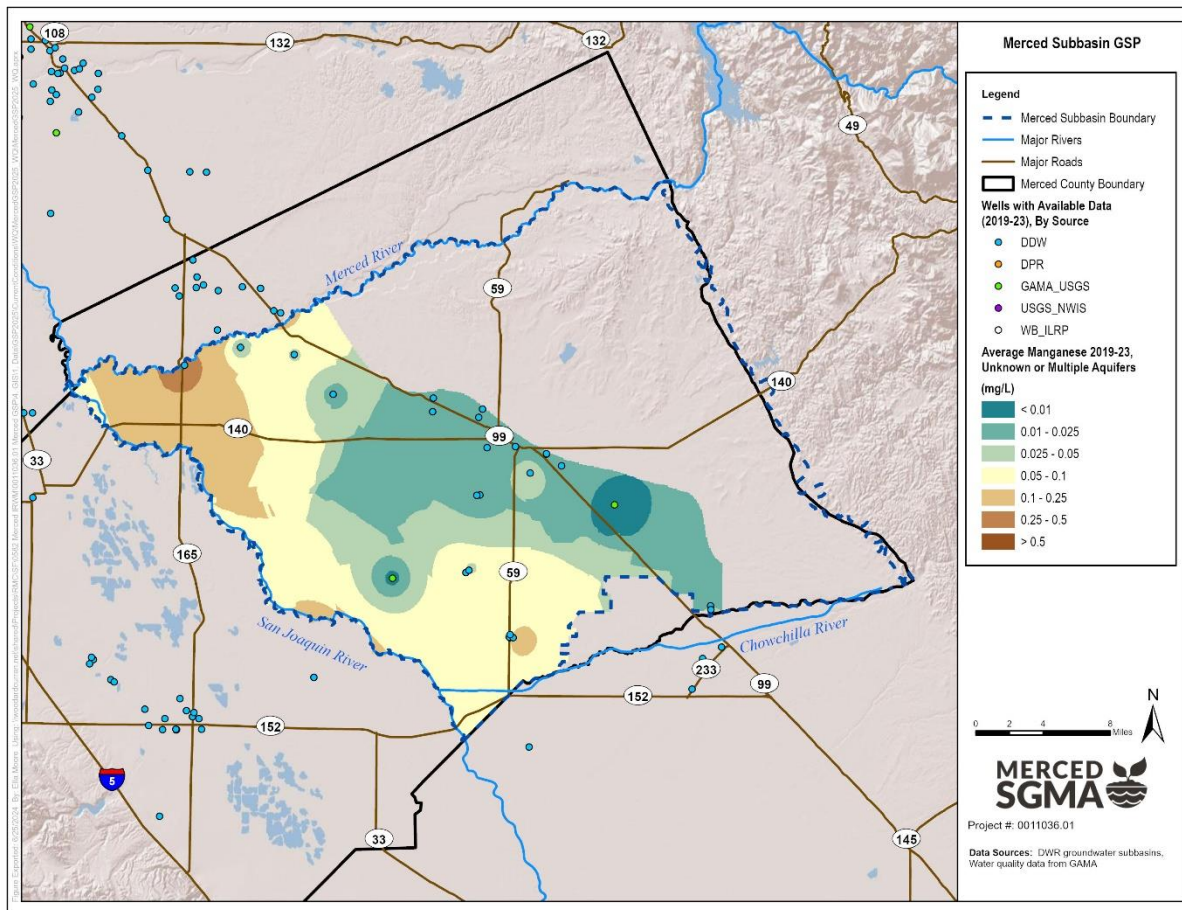 108
132
132
49
Merced River
59
140
99
140
33
165
59
San Joaquin River
Chowchilla River
233
152
99
152
5
33
145
Merced Subbasin GSP
Legend
Merced Subbasin Boundary
Major Rivers
Major Roads
Merced County Boundary
Wells with Available Data
(2019-23), By Source
DDW
DPR
GAMA_USGS
USGS_NWIS
WB_ILRP
Average Manganese 2019-23,
Unknown or Multiple Aquifers
(mg/L)
< 0.01
0.01 - 0.025
0.025 - 0.05
0.05 - 0.1
0.1 - 0.25
0.25 - 0.5
> 0.5
N
0 2 4 8
Miles
MERCED
SGMA
Project #: 0011036.01
Data Sources: DWR groundwater subbasins,
Water quality data from GAMA